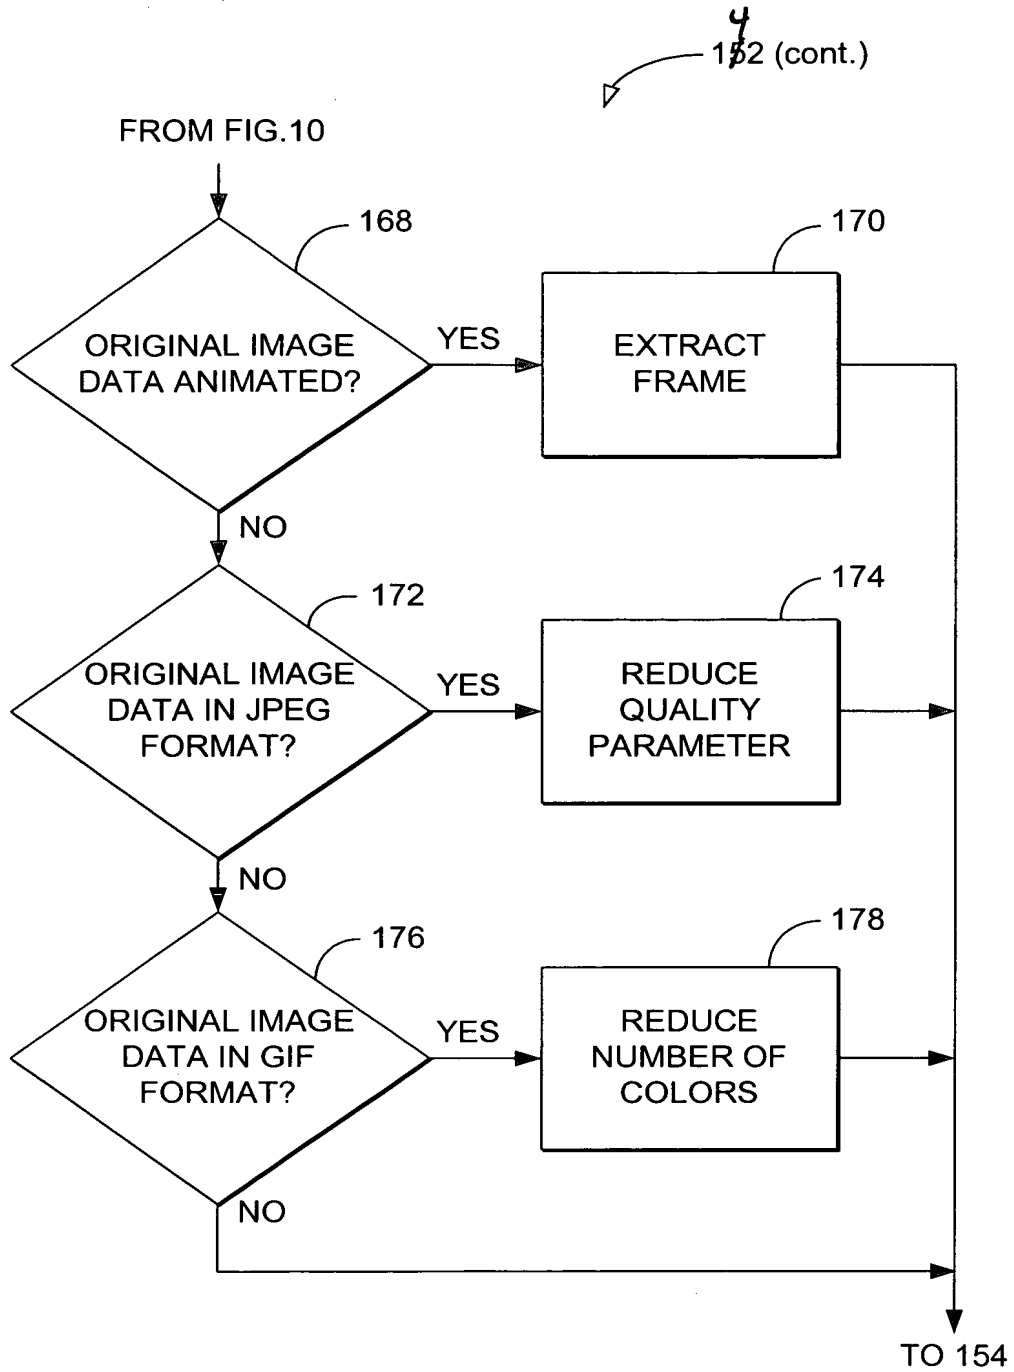 4
152 (cont.)
FROM FIG.10
168
170
ORIGINAL IMAGE
DATA ANIMATED?
YES
EXTRACT
FRAME
NO
172
174
ORIGINAL IMAGE
DATA IN JPEG
FORMAT?
YES
REDUCE
QUALITY
PARAMETER
NO
176
178
ORIGINAL IMAGE
DATA IN GIF
FORMAT?
YES
REDUCE
NUMBER OF
COLORS
NO
TO 154